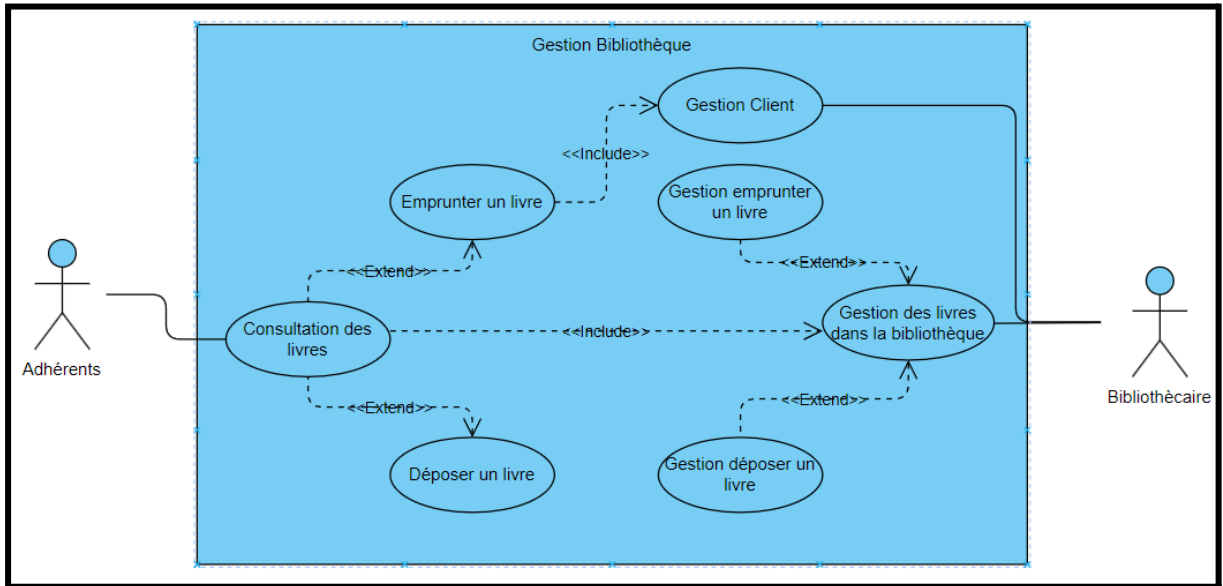 Gestion Bibliothèque
Gestion Client
<<Include>>
Emprunter un livre
Gestion emprunter
un livre
<<Extend>>
<<Extend>>
Consultation des
livres
<<Include>>
Gestion des livres
dans la bibliothèque
Adhérents
Bibliothècaire
<<Extend>>
<<Extend>>
Déposer un livre
Gestion déposer un
livre